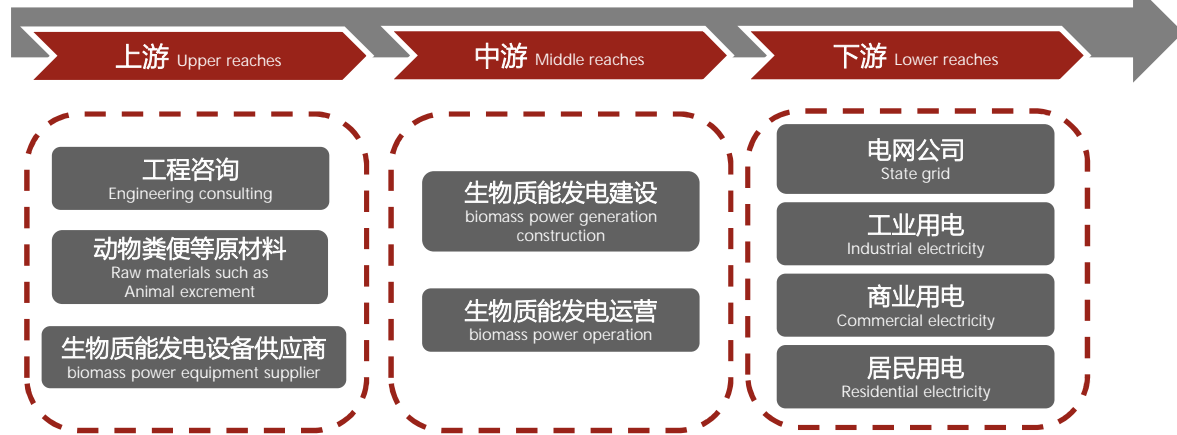 上游 Upper reaches
中游 Middle reaches
下游 Lower reaches
工程咨询
Engineering consulting
动物粪便等原材料
Raw materials such as
Animal excrement
生物质能发电设备供应商
biomass power equipment supplier
生物质能发电建设
biomass power generation
construction
生物质能发电运营
biomass power operation
电网公司
State grid
工业用电
Industrial electricity
商业用电
Commercial electricity
居民用电
Residential electricity